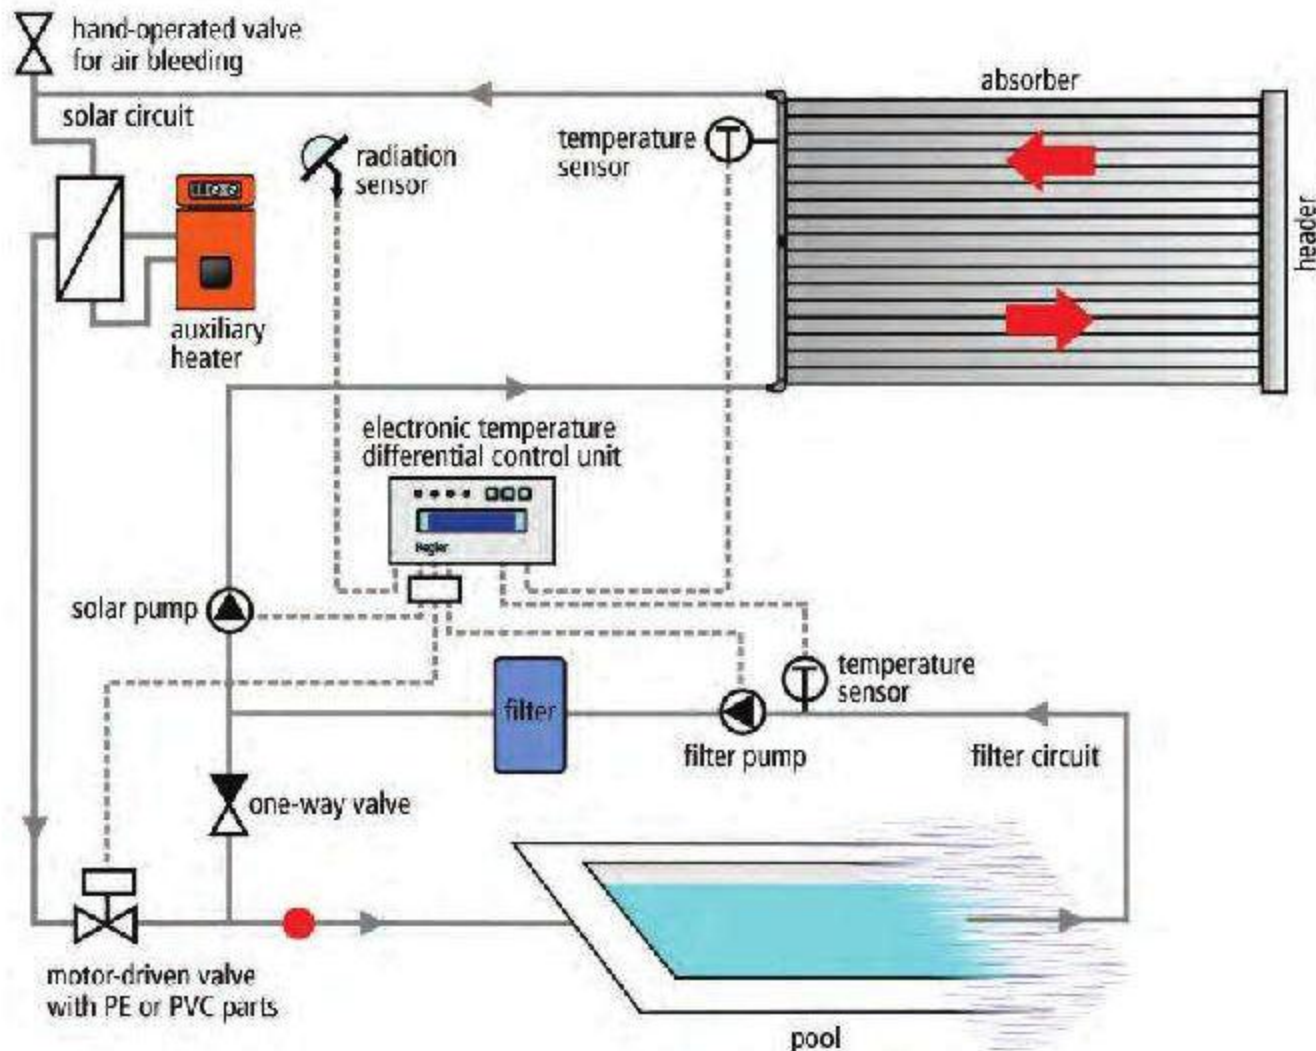 hand-operated valve
for air bleeding
solar circuit
absorber
temperature
sensor
radiation
sensor
header
auxiliary
heater
electronic temperature
differential control unit
Regler
solar pump
filter
temperature
sensor
filter pump
filter circuit
one-way valve
motor-driven valve
with PE or PVC parts
pool